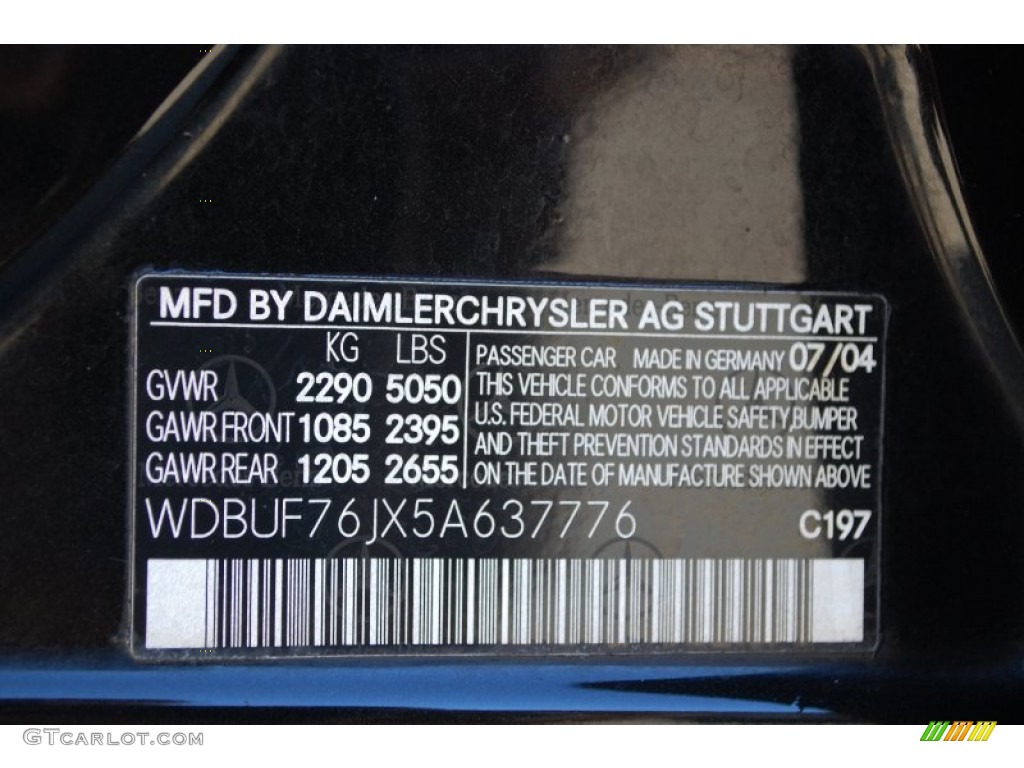 MFD BY DAIMLERCHRYSLER AG STUTTGART
KG LBS
GVWR 2290 5050
GAWR FRONT 1085 2395
GAWR REAR 1205 2655
PASSENGER CAR MADE IN GERMANY 07/04
THIS VEHICLE CONFORMS TO ALL APPLICABLE
U.S. FEDERAL MOTOR VEHICLE SAFETY,BUMPER
AND THEFT PREVENTION STANDARDS IN EFFECT
ON THE DATE OF MANUFACTURE SHOWN ABOVE
WDBUF76JX5A637776 C197
GTCarLot.com